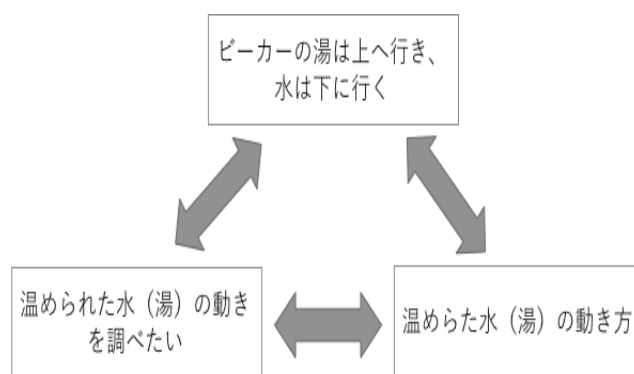 ビーカーの湯は上へ行き、
水は下に行く
温められた水（湯）の動き
を調べたい
温めらた水（湯）の動き方